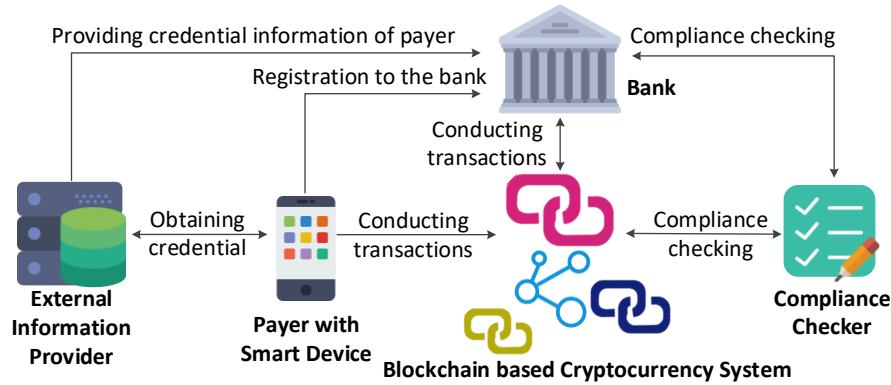 Providing credential information of payer
Compliance checking
Registration to the bank
Bank
Conducting
transactions
Obtaining
credential
Conducting
transactions
Compliance
checking
External
Information
Provider
Payer with
Smart Device
Compliance
Checker
Blockchain based Cryptocurrency System